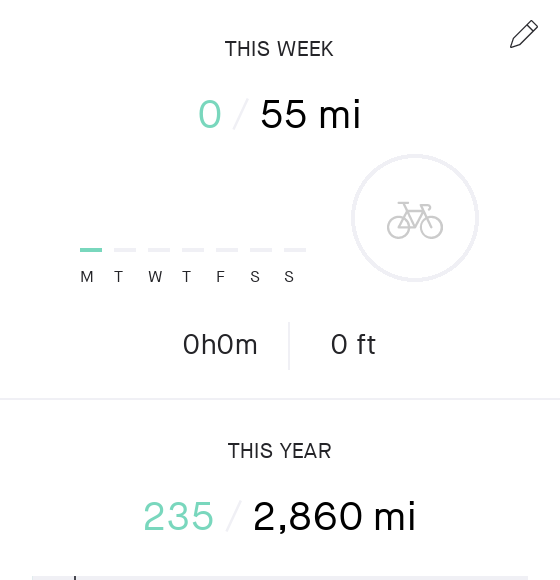 THIS WEEK
0 / 55 mi
M T W T F S S
0h0m 0 ft
THIS YEAR
235 / 2,860 mi